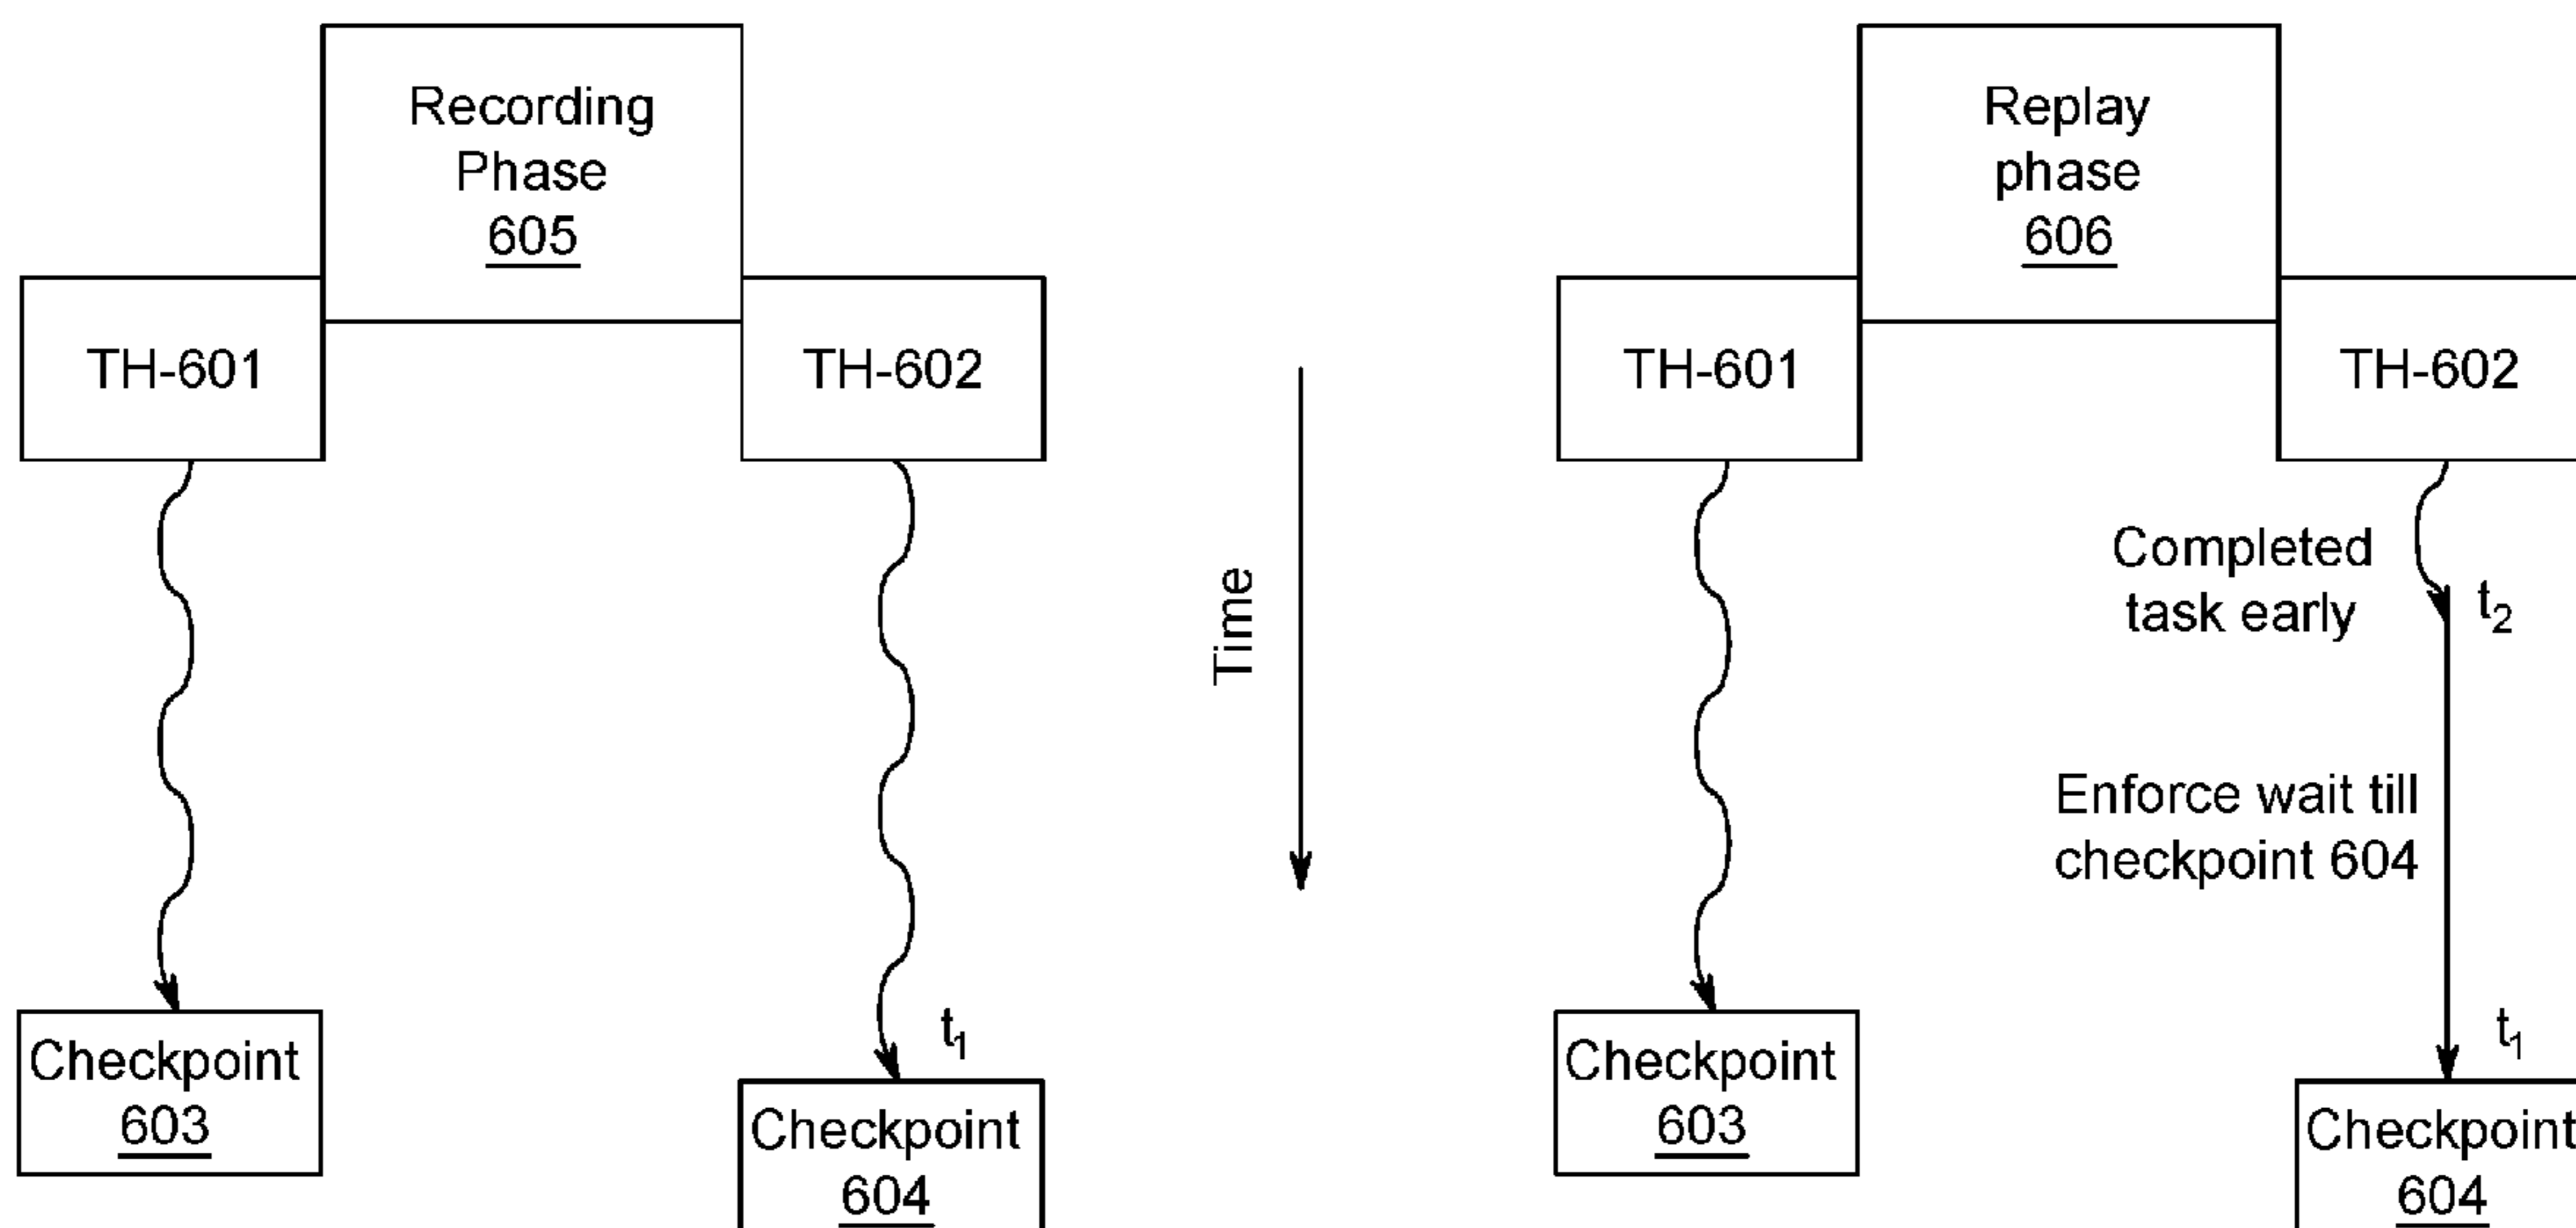 Recording
Phase
605
TH-601
TH-602
Checkpoint
603
t1
Checkpoint
604
Time
Replay
phase
606
TH-601
TH-602
Completed
task early
t2
Enforce wait till
checkpoint 604
Checkpoint
603
t1
Checkpoint
604